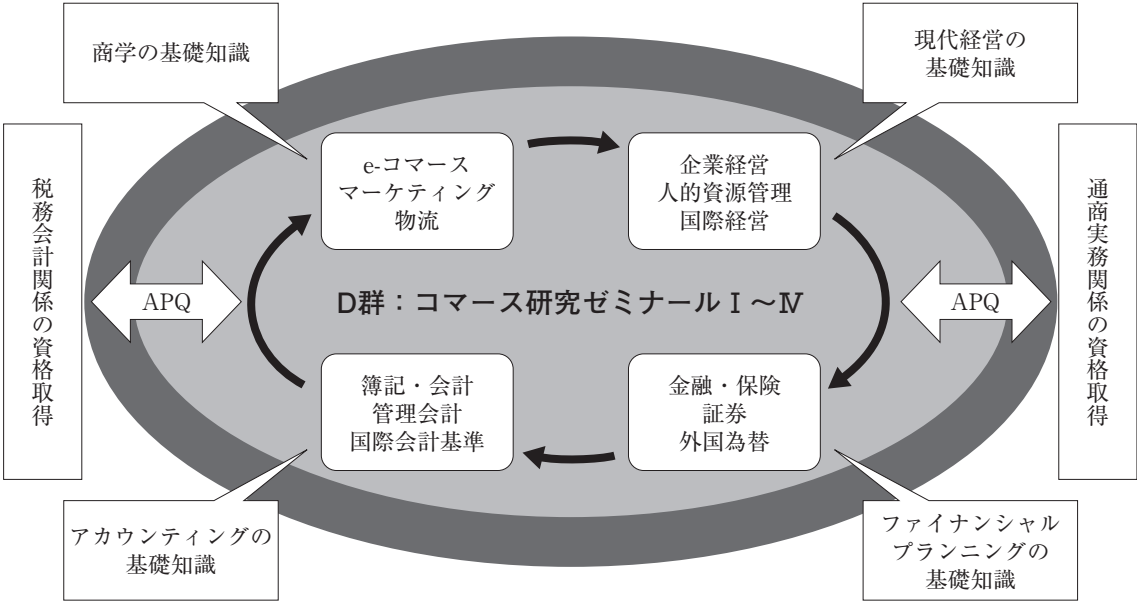 商学の基礎知識
現代経営の
基礎知識
税務会計関係の資格取得
e-コマース
マーケティング
物流
企業経営
人的資源管理
国際経営
通商実務関係の資格取得
APQ
D群：コマース研究ゼミナールⅠ～Ⅳ
APQ
簿記・会計
管理会計
国際会計基準
金融・保険
証券
外国為替
アカウンティングの
基礎知識
ファイナンシャル
プランニングの
基礎知識